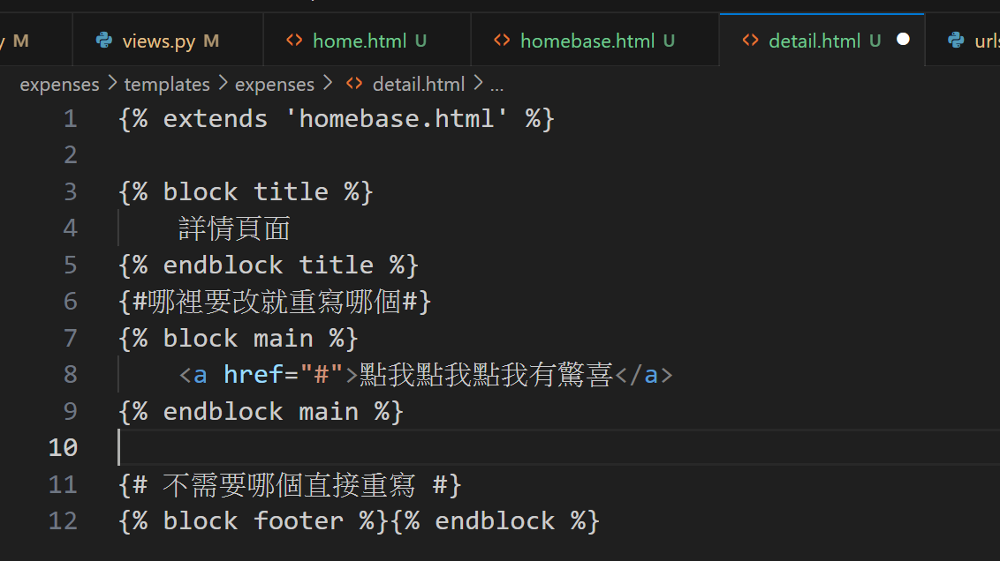 M
views.py M
<> home.html U
<> homebase.html U
<> detail.html U
expenses > templates > expenses > <> detail.html > ...
1 {% extends 'homebase.html' %}
2
3 {% block title %}
4 詳情頁面
5 {% endblock title %}
6 {#哪裡要改就重寫哪個#}
7 {% block main %}
8 <a href="#">點我點我點我有驚喜</a>
9 {% endblock main %}
10
11 {# 不需要哪個直接重寫 #}
12 {% block footer %}{% endblock %}